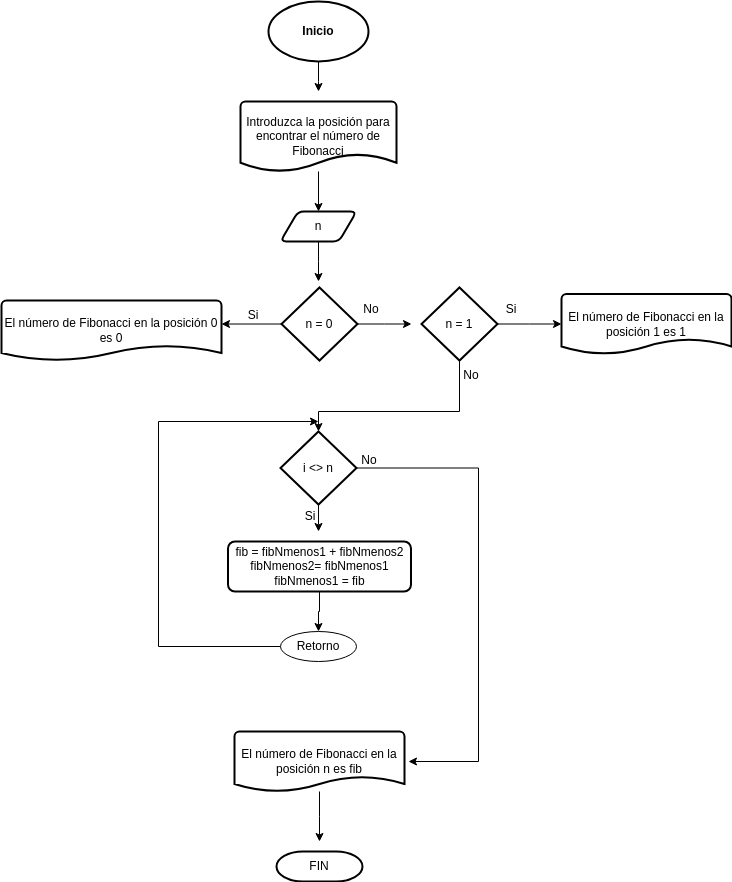 Inicio
Introduzca la posición para
encontrar el número de
Fibonacci
n
Si
n = 0
No
n = 1
Si
El número de Fibonacci en la posición 0
es 0
El número de Fibonacci en la
posición 1 es 1
No
i <> n
No
Si
fib = fibNmenos1 + fibNmenos2
fibNmenos2= fibNmenos1
fibNmenos1 = fib
Retorno
El número de Fibonacci en la
posición n es fib
FIN